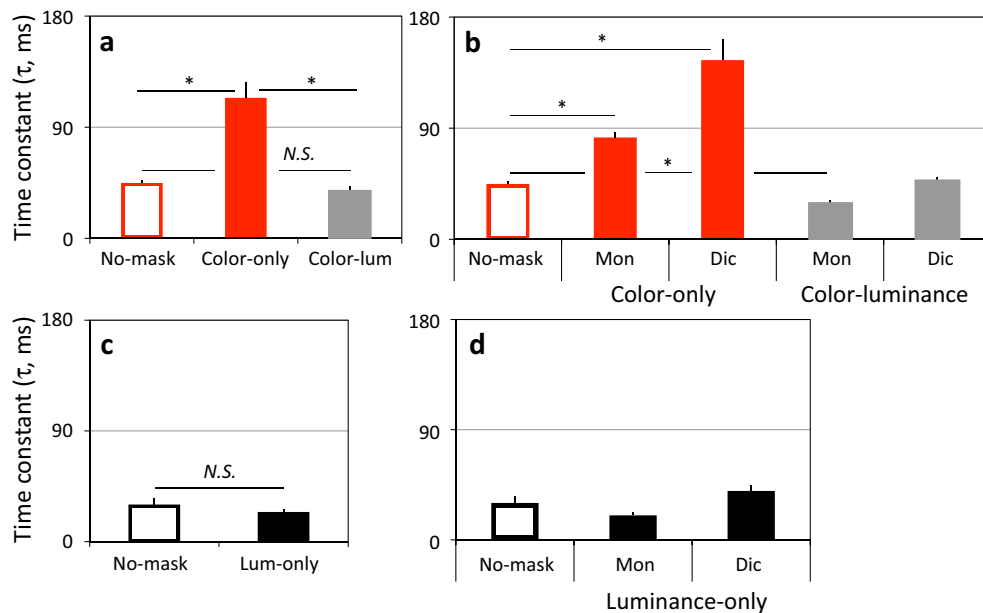 180
90
0
Time constant (τ, ms)
a
*
*
N.S.
No-mask Color-only Color-lum
180
90
0
b
*
*
*
No-mask Mon Dic Mon Dic
Color-only Color-luminance
180
90
0
Time constant (τ, ms)
c
N.S.
No-mask Lum-only
180
90
0
d
No-mask Mon Dic
Luminance-only